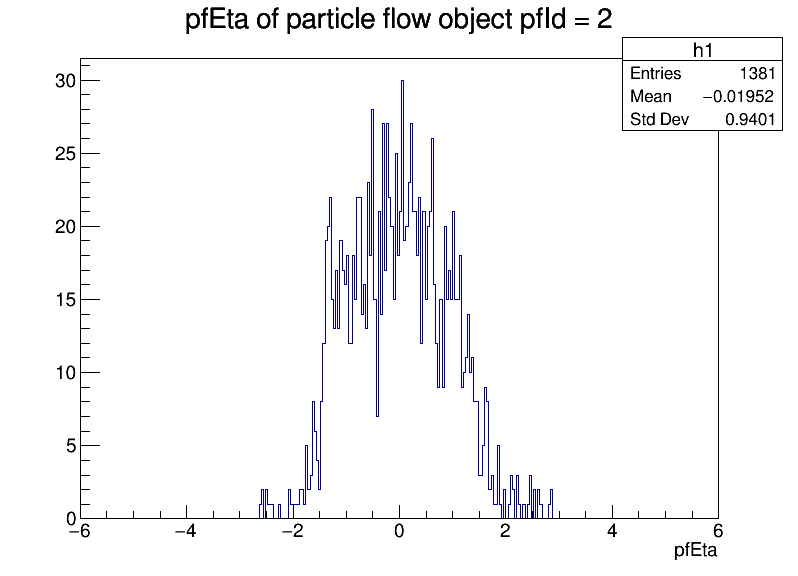 pfEta of particle flow object pfId = 2
h1
Entries 1381
Mean −0.01952
Std Dev 0.9401
30
25
20
15
10
5
0
−6 −4 −2 0 2 4 6
pfEta